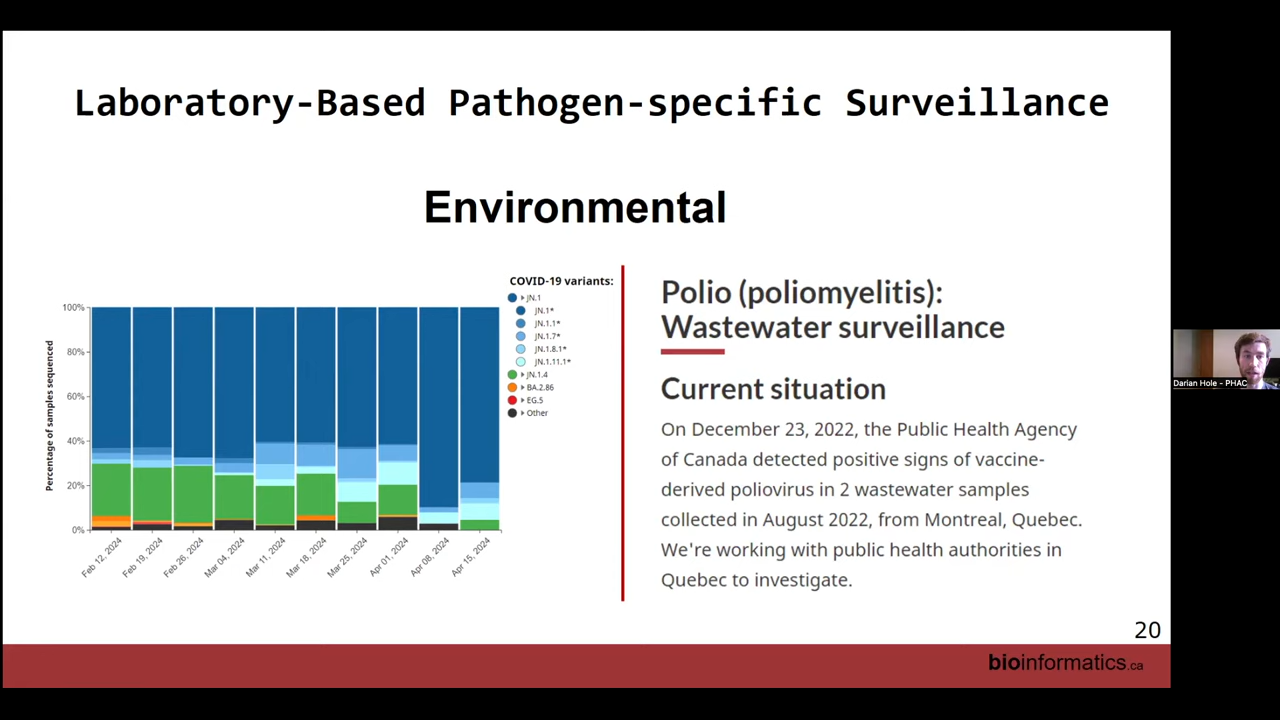 Laboratory-Based Pathogen-specific Surveillance
Environmental
COVID-19 variants:
JN.1
JN.1*
JN.1.1*
JN.1.7*
JN.1.8.1*
JN.1.11.1*
JN.1.4
BA.2.86
EG.5
Other
Percentage of samples sequenced
100%
80%
60%
40%
20%
0%
Feb 12, 2024
Feb 19, 2024
Feb 26, 2024
Mar 04, 2024
Mar 11, 2024
Mar 18, 2024
Mar 25, 2024
Apr 01, 2024
Apr 08, 2024
Apr 15, 2024
Polio (poliomyelitis):
Wastewater surveillance
Current situation
On December 23, 2022, the Public Health Agency
of Canada detected positive signs of vaccine-
derived poliovirus in 2 wastewater samples
collected in August 2022, from Montreal, Quebec.
We're working with public health authorities in
Quebec to investigate.
20
bioinformatics.ca
Darian Hole - PHAC